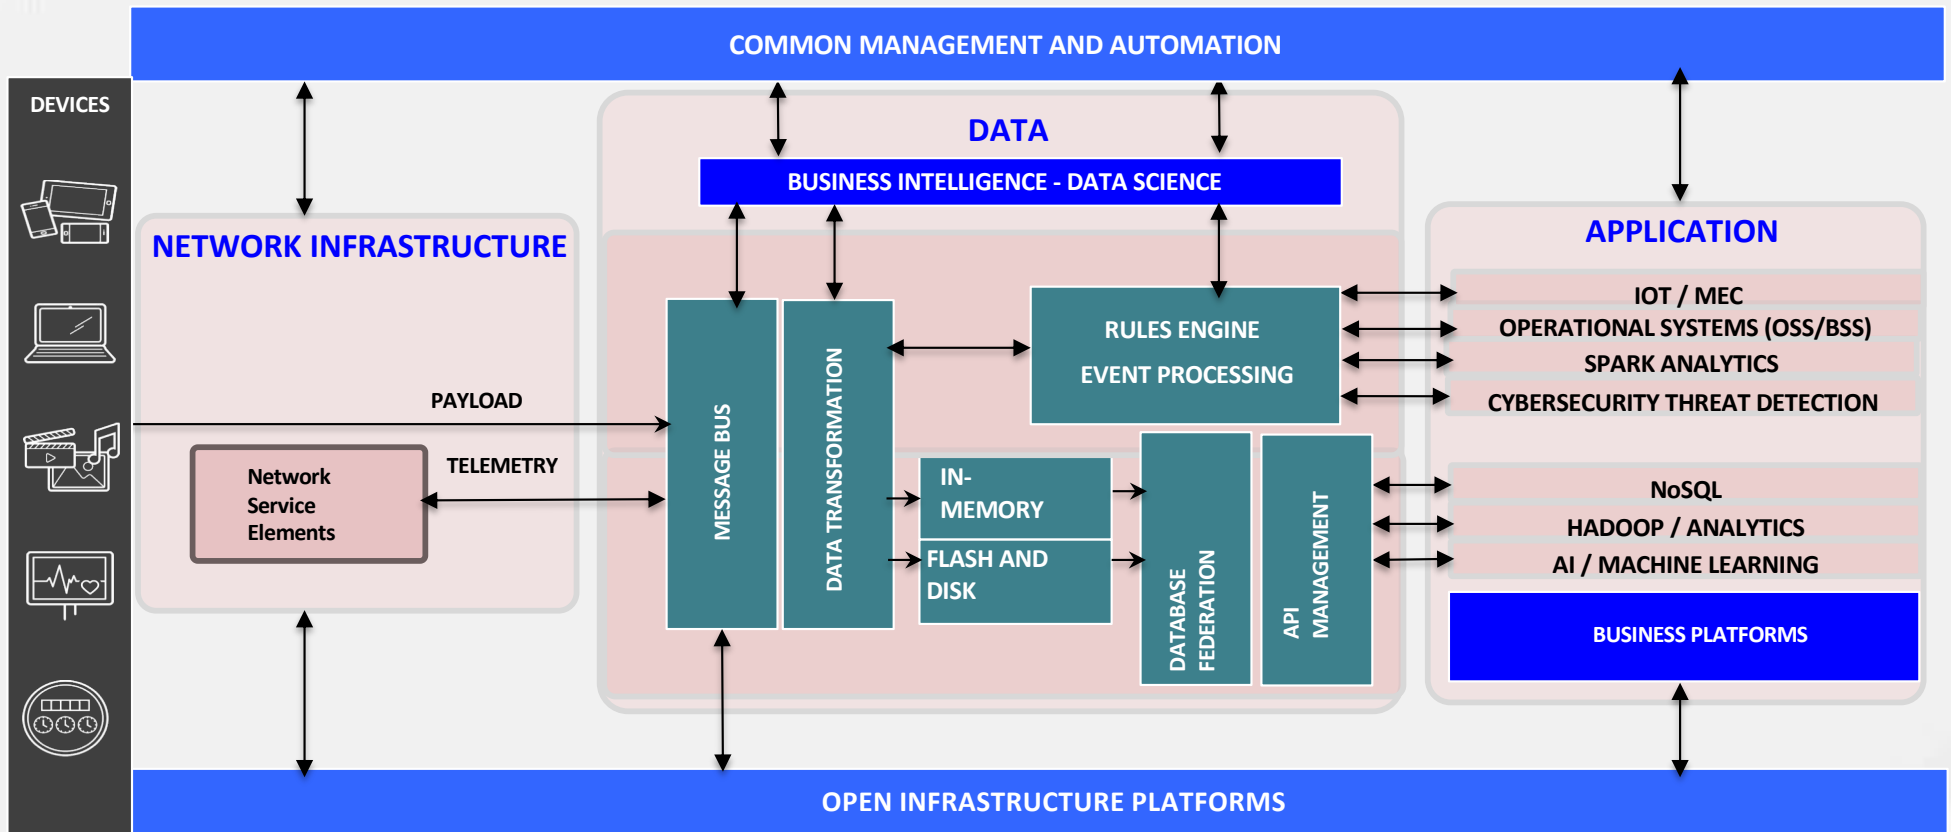 COMMON MANAGEMENT AND AUTOMATION
DEVICES
DATA
BUSINESS INTELLIGENCE - DATA SCIENCE
NETWORK INFRASTRUCTURE
PAYLOAD
TELEMETRY
Network
Service
Elements
MESSAGE BUS
DATA TRANSFORMATION
RULES ENGINE
EVENT PROCESSING
IN-
MEMORY
FLASH AND
DISK
DATABASE
FEDERATION
API
MANAGEMENT
APPLICATION
IOT / MEC
OPERATIONAL SYSTEMS (OSS/BSS)
SPARK ANALYTICS
CYBERSECURITY THREAT DETECTION
NoSQL
HADOOP / ANALYTICS
AI / MACHINE LEARNING
BUSINESS PLATFORMS
OPEN INFRASTRUCTURE PLATFORMS